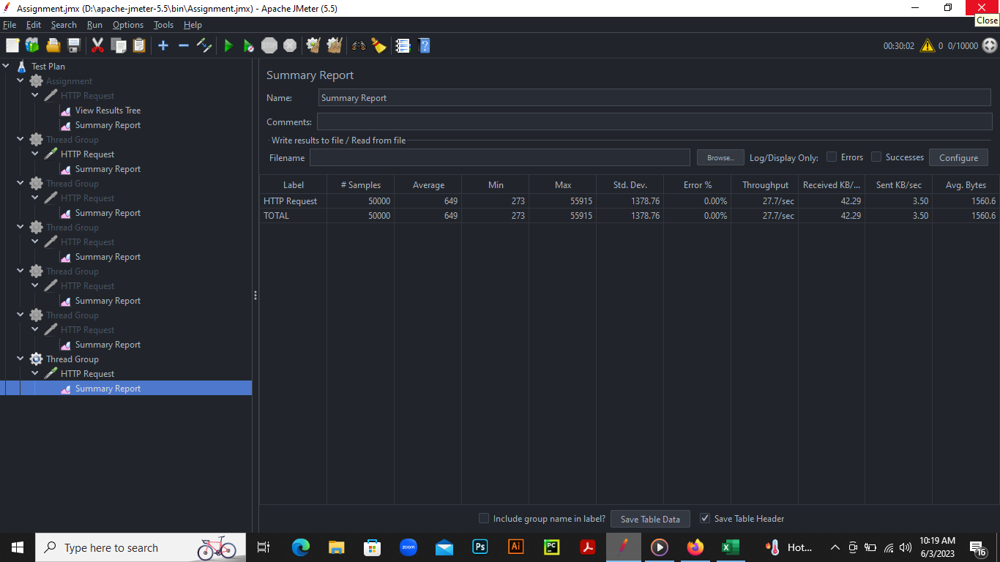 Assignment.jmx (D:\apache-jmeter-5.5\bin\Assignment.jmx) - Apache JMeter (5.5)
Close
File Edit Search Run Options Tools Help
STOP 00:30:02 0 0/10000
Test Plan
Assignment
HTTP Request
View Results Tree
Summary Report
Thread Group
HTTP Request
Summary Report
Thread Group
HTTP Request
Summary Report
Thread Group
HTTP Request
Summary Report
Thread Group
HTTP Request
Summary Report
Thread Group
HTTP Request
Summary Report
Thread Group
HTTP Request
Summary Report
Summary Report
Name: Summary Report
Comments:
Write results to file / Read from file
Filename Browse... Log/Display Only: Errors Successes Configure
Label # Samples Average Min Max Std. Dev. Error % Throughput Received KB/... Sent KB/sec Avg. Bytes
HTTP Request 50000 649 273 55915 1378.76 0.00% 27.7/sec 42.29 3.50 1560.6
TOTAL 50000 649 273 55915 1378.76 0.00% 27.7/sec 42.29 3.50 1560.6
Include group name in label? Save Table Data Save Table Header
Type here to search zoom Ps Ai PC Hot... 10:19 AM
6/3/2023 16